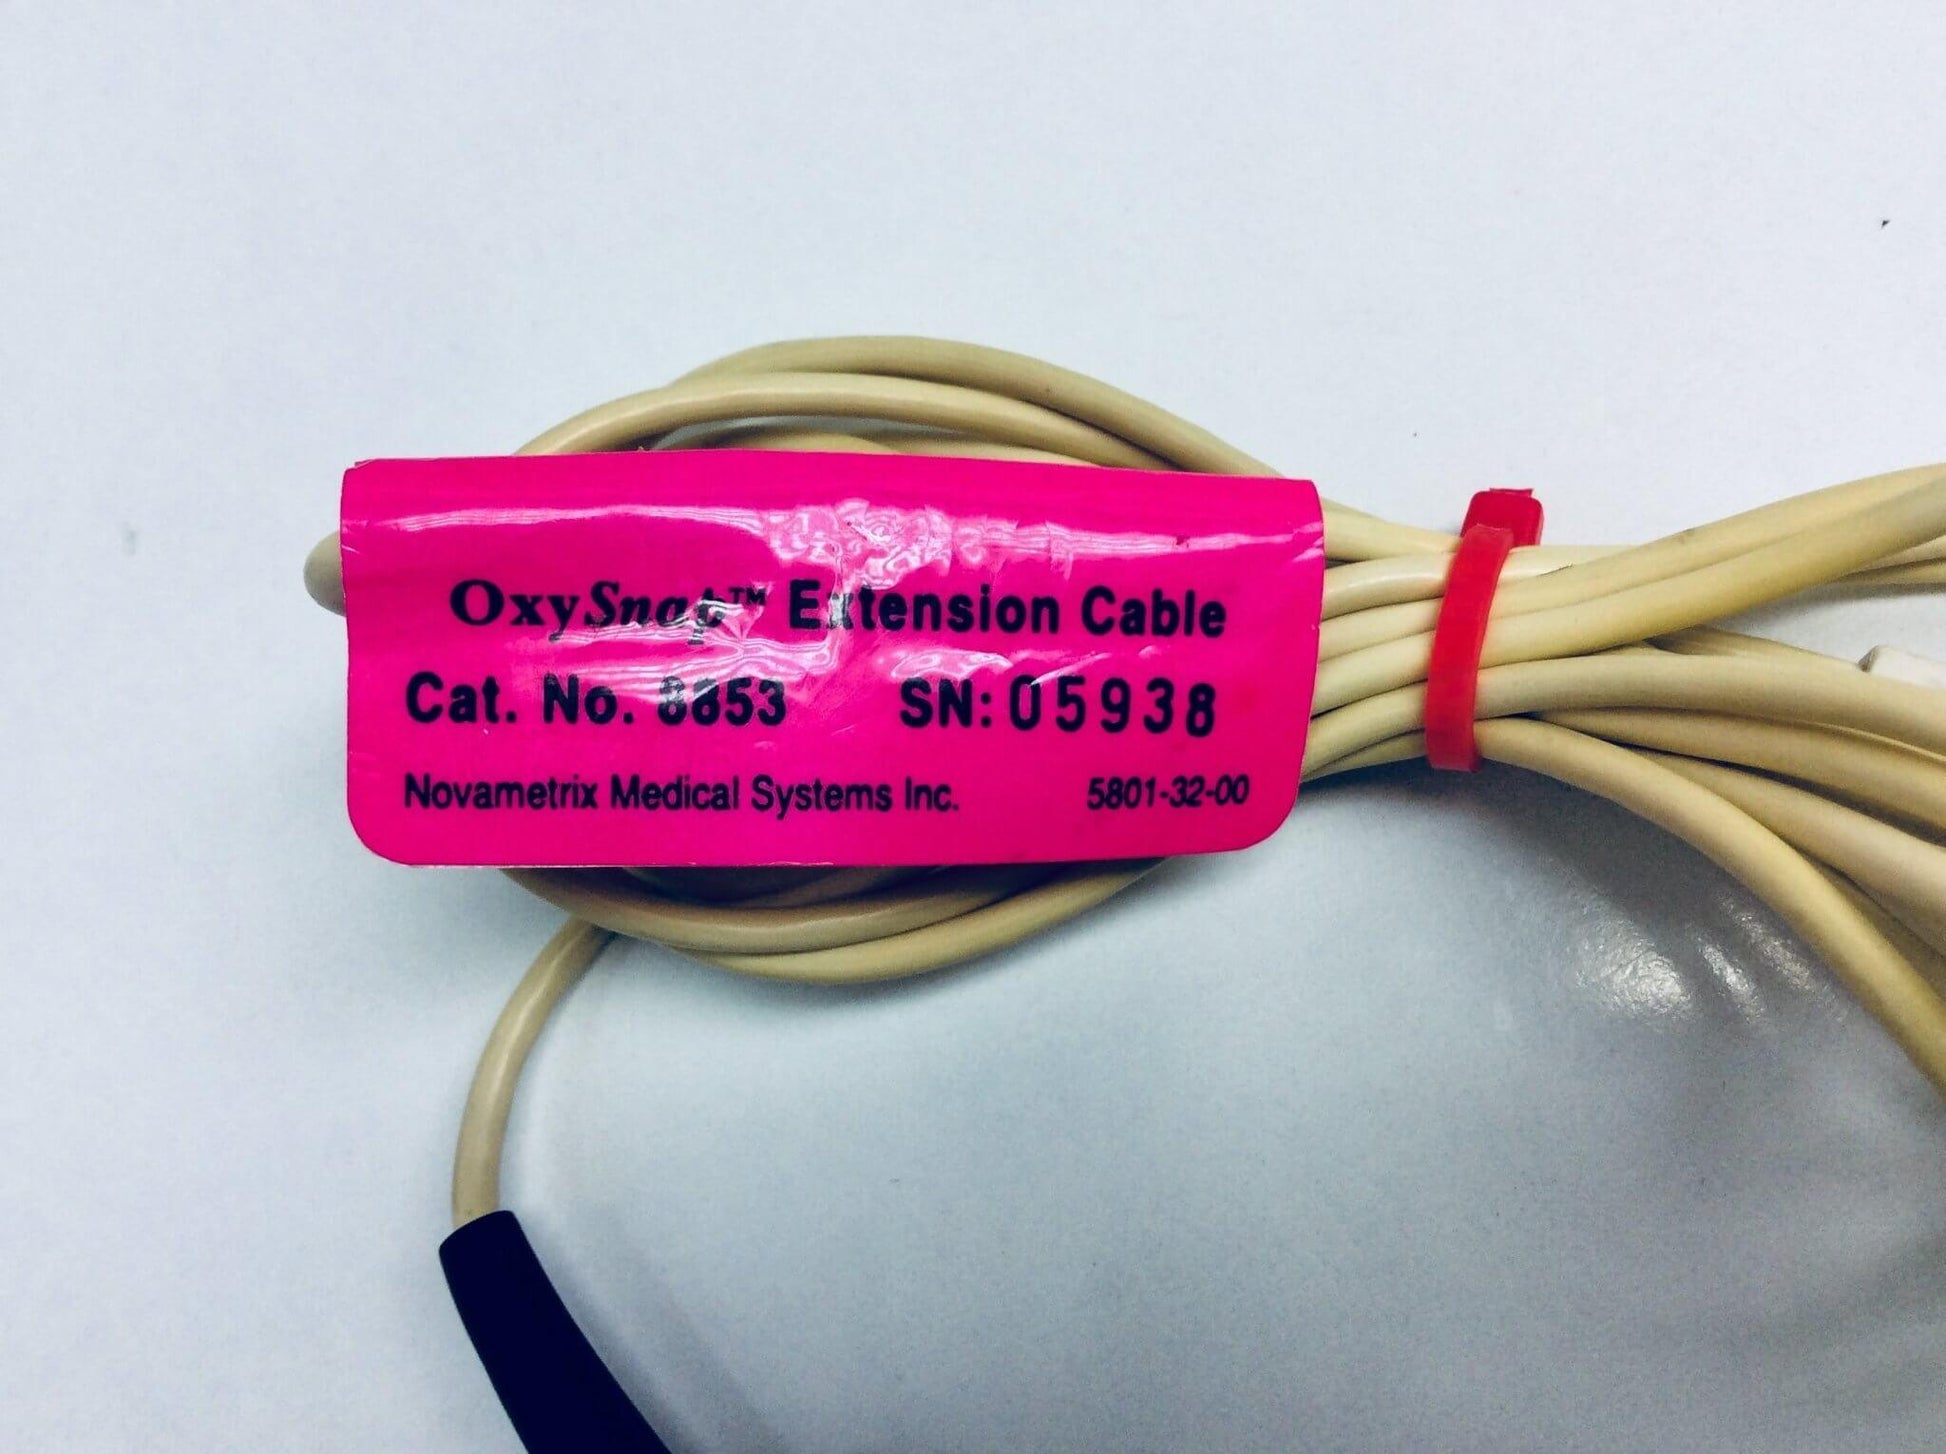 OxySnap™ Extension Cable
Cat. No. 8853 SN: 05938
Novametrix Medical Systems Inc. 5801-32-00